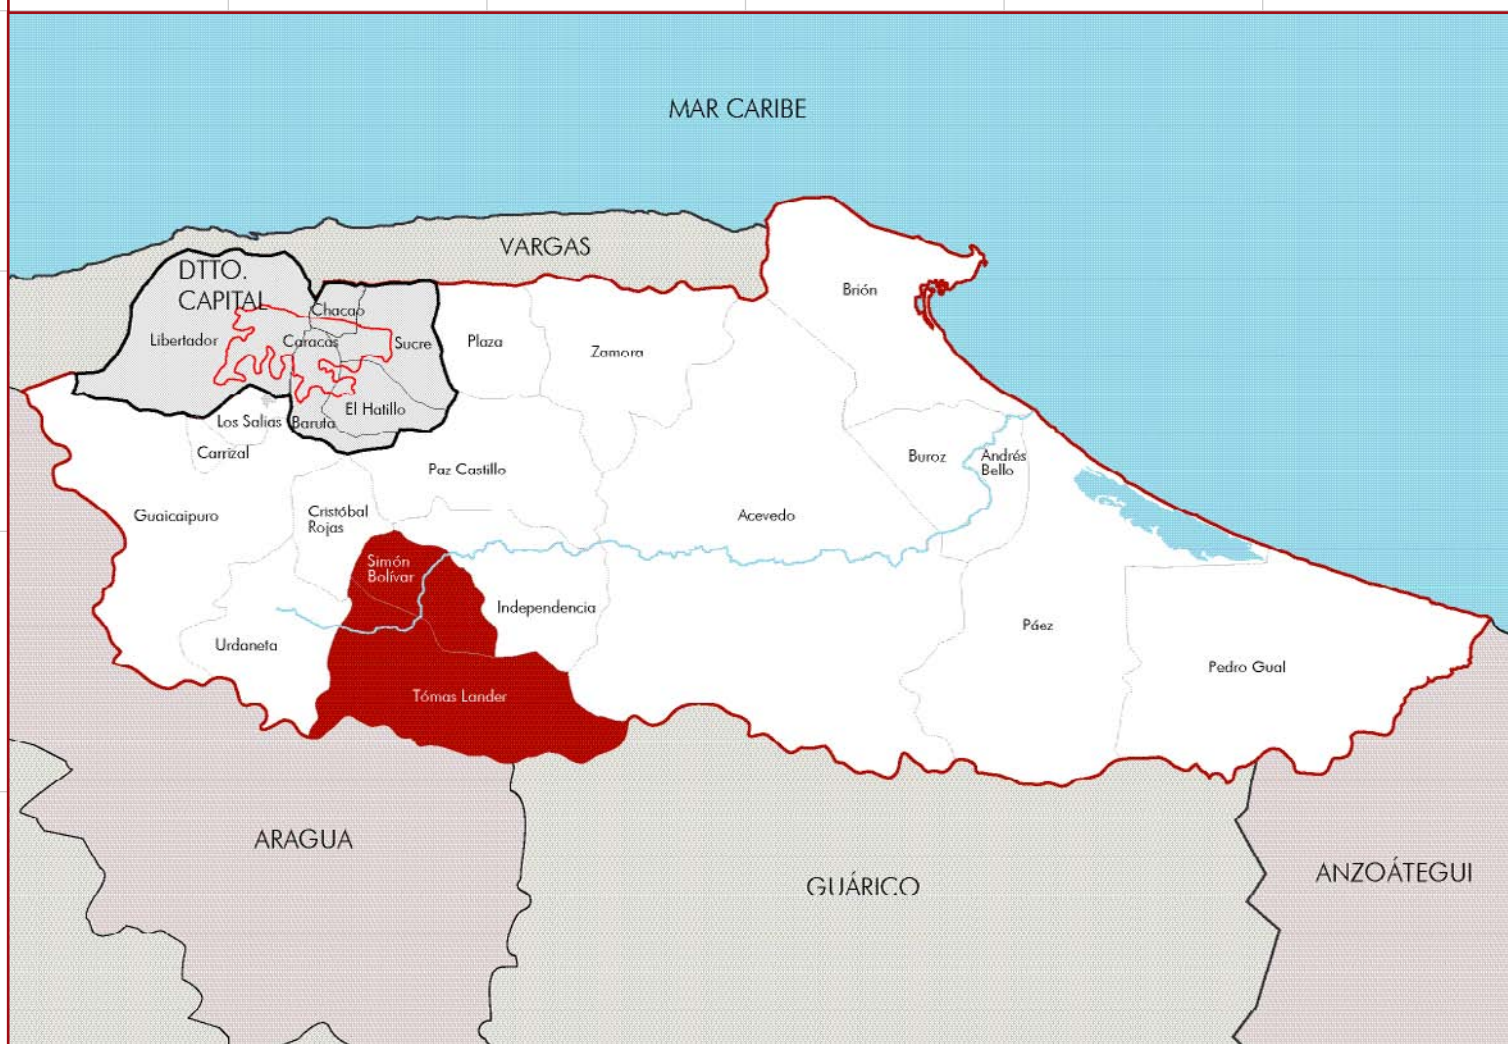 MAR CARIBE
VARGAS
DTTO.
CAPITAL
Brión
Chacao
Libertador
Caracas
Sucre
Plaza
Zamora
El Hatillo
Los Salias
Baruta
Carrizal
Paz Castillo
Buroz
Andrés
Bello
Guaicaipuro
Cristóbal
Rojas
Acevedo
Simón
Bolívar
Independencia
Páez
Urdaneta
Pedro Gual
Tómas Lander
ARAGUA
GUÁRICO
ANZOÁTEGUI